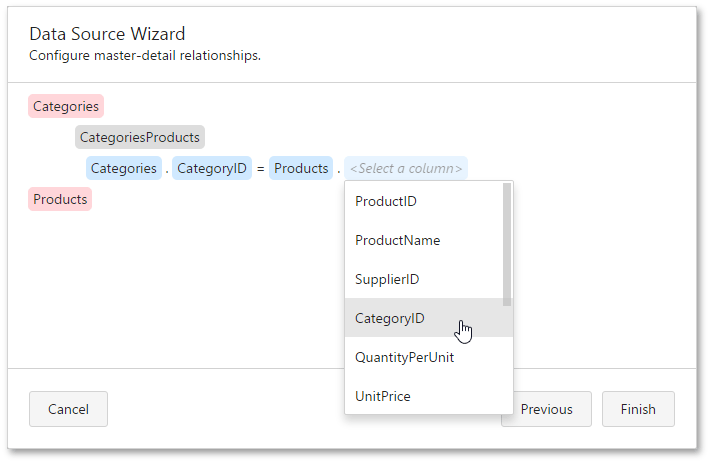 Data Source Wizard
Configure master-detail relationships.
Categories
CategoriesProducts
Categories . CategoryID = Products . <Select a column>
Products
ProductID
ProductName
SupplierID
CategoryID
QuantityPerUnit
UnitPrice
Cancel Previous Finish